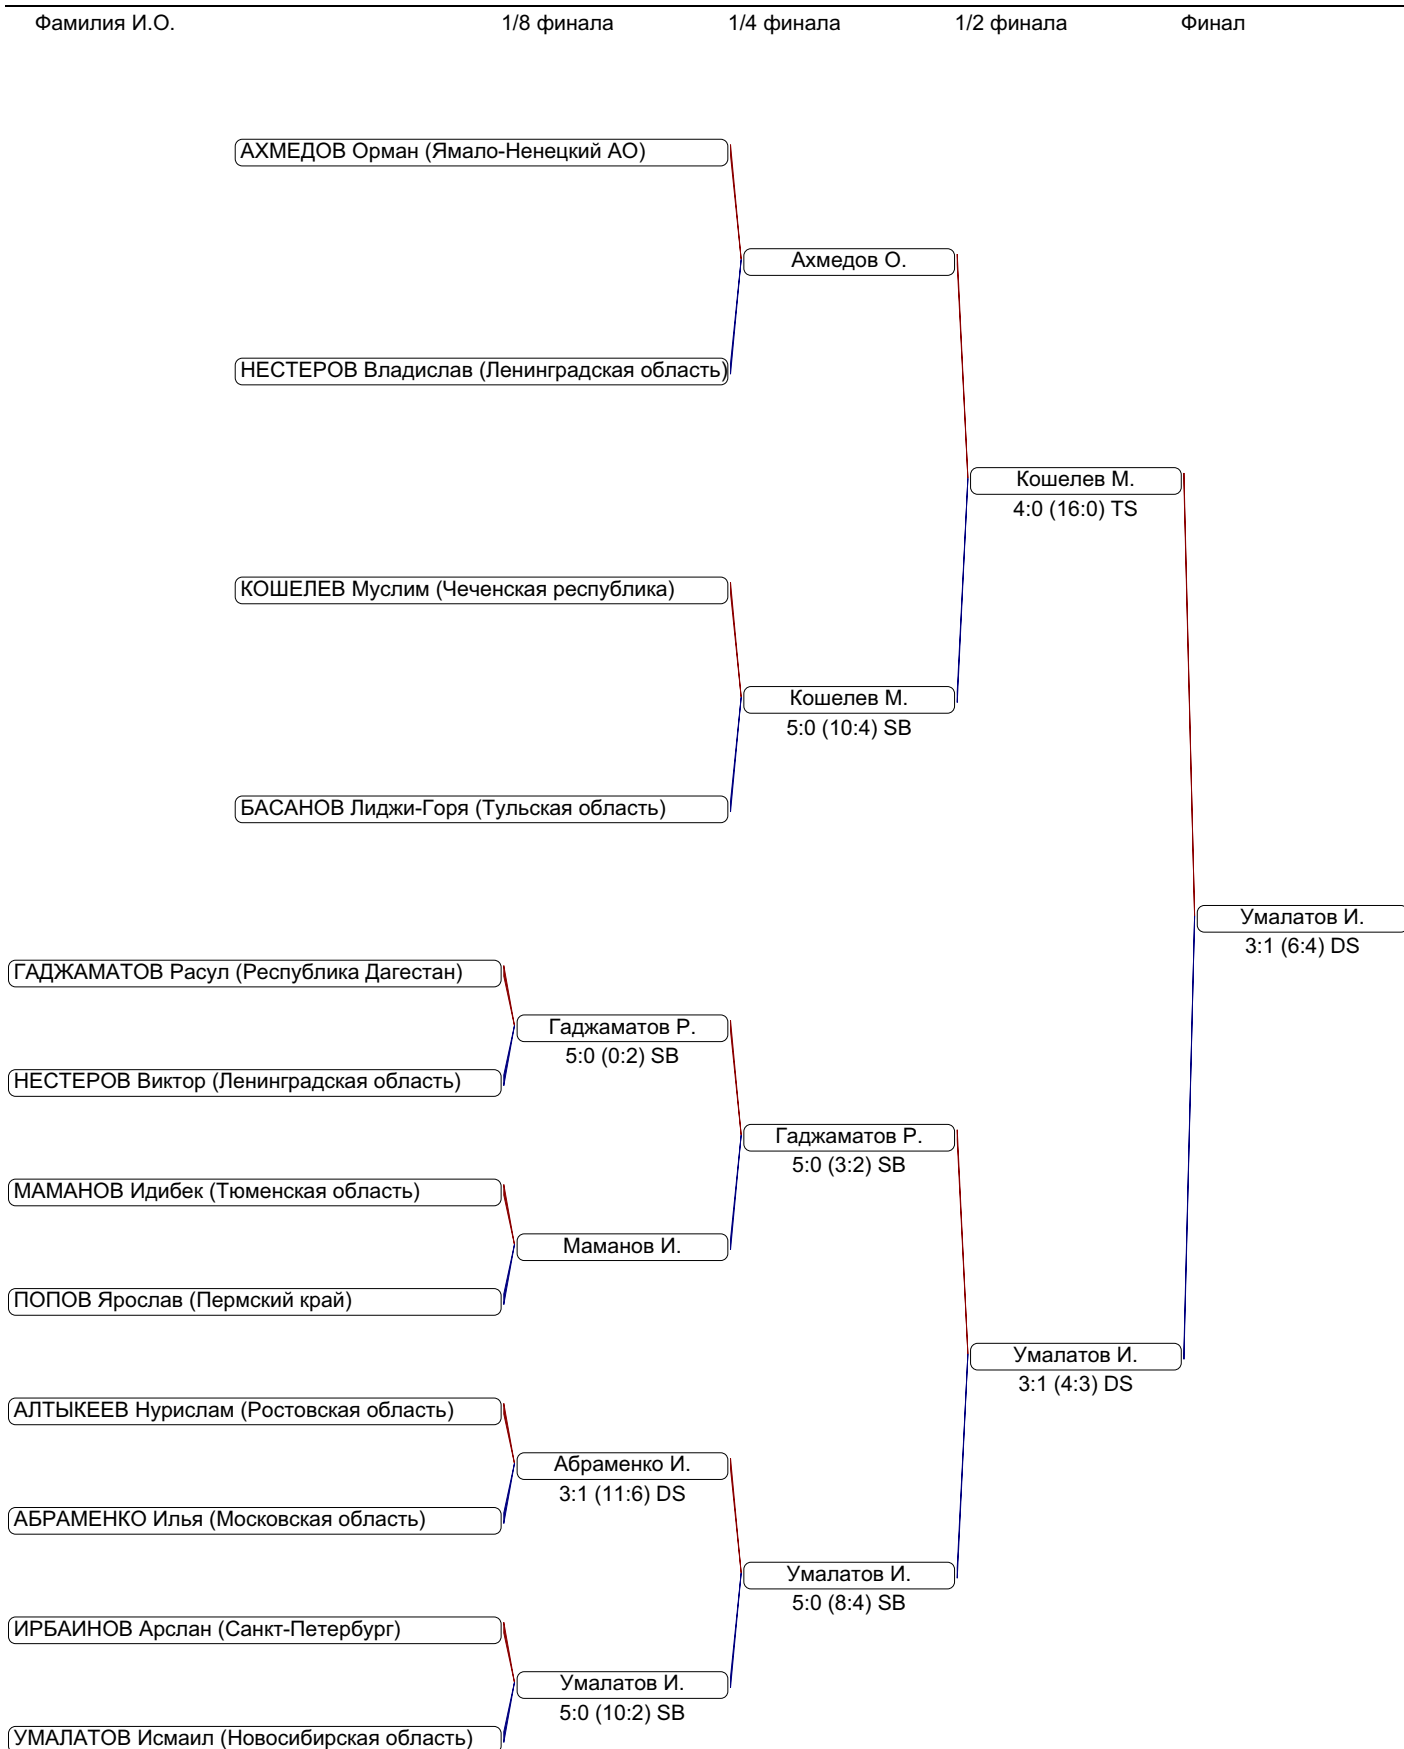 Фамилия И.О. 1/8 финала 1/4 финала 1/2 финала Финал
АХМЕДОВ Орман (Ямало-Ненецкий АО)
Ахмедов О.
НЕСТЕРОВ Владислав (Ленинградская область)
Кошелев М.
4:0 (16:0) TS
КОШЕЛЕВ Муслим (Чеченская республика)
Кошелев М.
5:0 (10:4) SB
БАСАНОВ Лиджи-Горя (Тульская область)
Умалатов И.
3:1 (6:4) DS
ГАДЖАМАТОВ Расул (Республика Дагестан)
Гаджаматов Р.
5:0 (0:2) SB
НЕСТЕРОВ Виктор (Ленинградская область)
Гаджаматов Р.
5:0 (3:2) SB
МАМАНОВ Идибек (Тюменская область)
Маманов И.
ПОПОВ Ярослав (Пермский край)
Умалатов И.
3:1 (4:3) DS
АЛТЫКЕЕВ Нурислам (Ростовская область)
Абраменко И.
3:1 (11:6) DS
АБРАМЕНКО Илья (Московская область)
Умалатов И.
5:0 (8:4) SB
ИРБАИНОВ Арслан (Санкт-Петербург)
Умалатов И.
5:0 (10:2) SB
УМАЛАТОВ Исмаил (Новосибирская область)